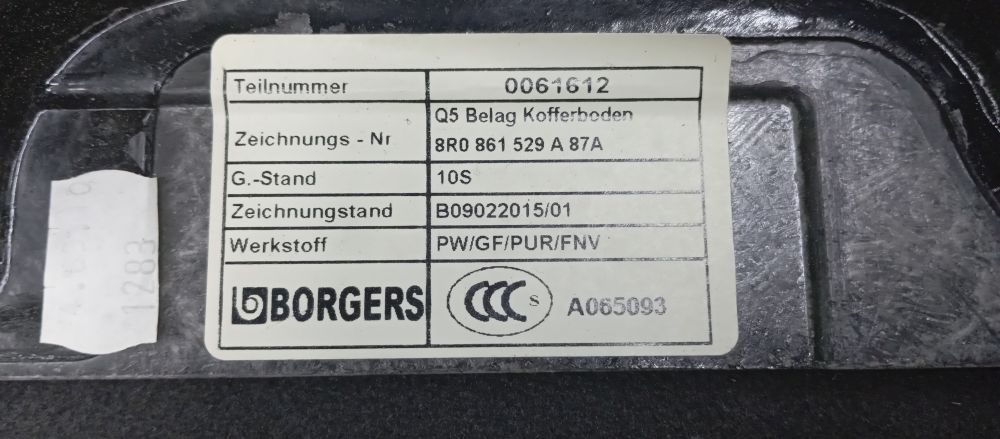 Teilnummer 0061612
Q5 Belag Kofferboden
Zeichnungs - Nr 8R0 861 529 A 87A
G.-Stand 10S
Zeichnungstand B09022015/01
Werkstoff PW/GF/PUR/FNV
BORGERS CCC S A065093
1283